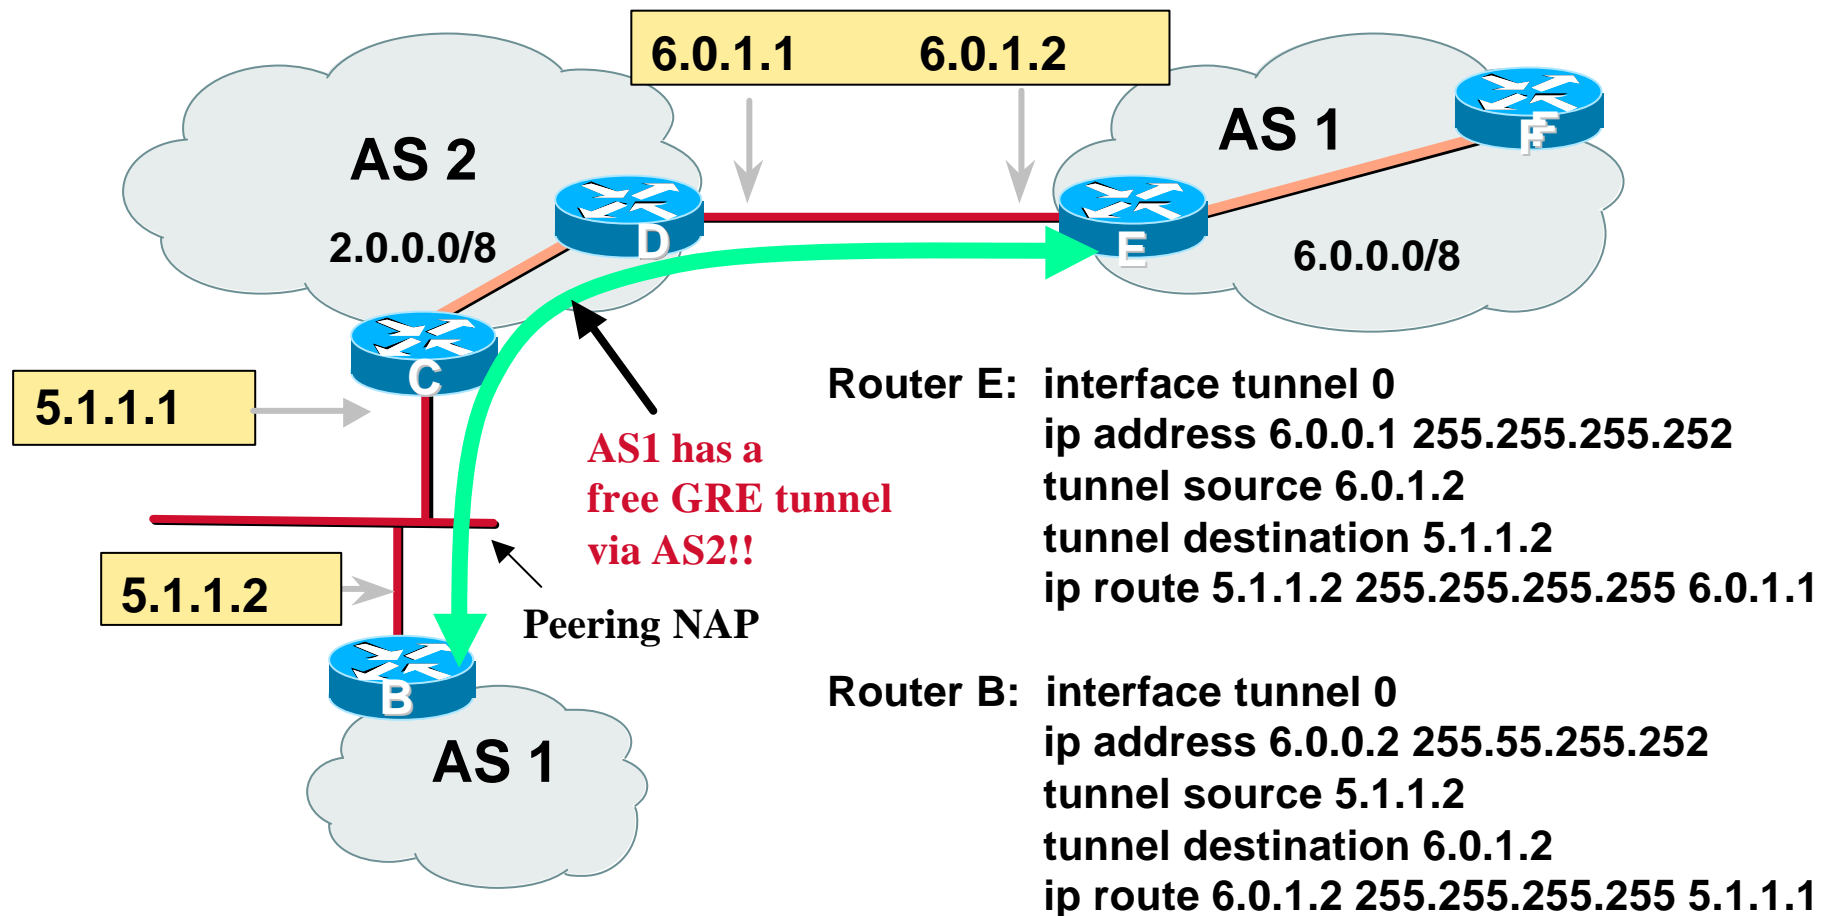 6.0.1.1 6.0.1.2
AS 2
AS 1
F
D
E
2.0.0.0/8
6.0.0.0/8
C
5.1.1.1
AS1 has a
free GRE tunnel
via AS2!!
5.1.1.2
Peering NAP
B
AS 1
Router E: interface tunnel 0
ip address 6.0.0.1 255.255.255.252
tunnel source 6.0.1.2
tunnel destination 5.1.1.2
ip route 5.1.1.2 255.255.255.255 6.0.1.1
Router B: interface tunnel 0
ip address 6.0.0.2 255.55.255.252
tunnel source 5.1.1.2
tunnel destination 6.0.1.2
ip route 6.0.1.2 255.255.255.255 5.1.1.1